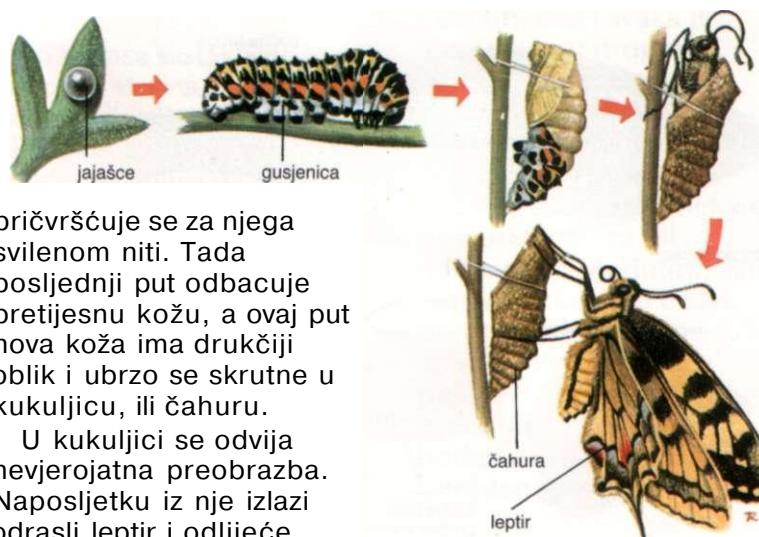 jajašce
gusjenica
pričvršćuje se za njega
svilenom niti. Tada
posljednji put odbacuje
pretijesnu kožu, a ovaj put
nova koža ima drukčiji
oblik i ubrzo se skrutne u
kukuljicu, ili čahuru.
U kukuljici se odvija
nevjerojatna preobrazba.
Naposljetku iz nje izlazi
odrasli leptir i odlijeće
čahura
leptir